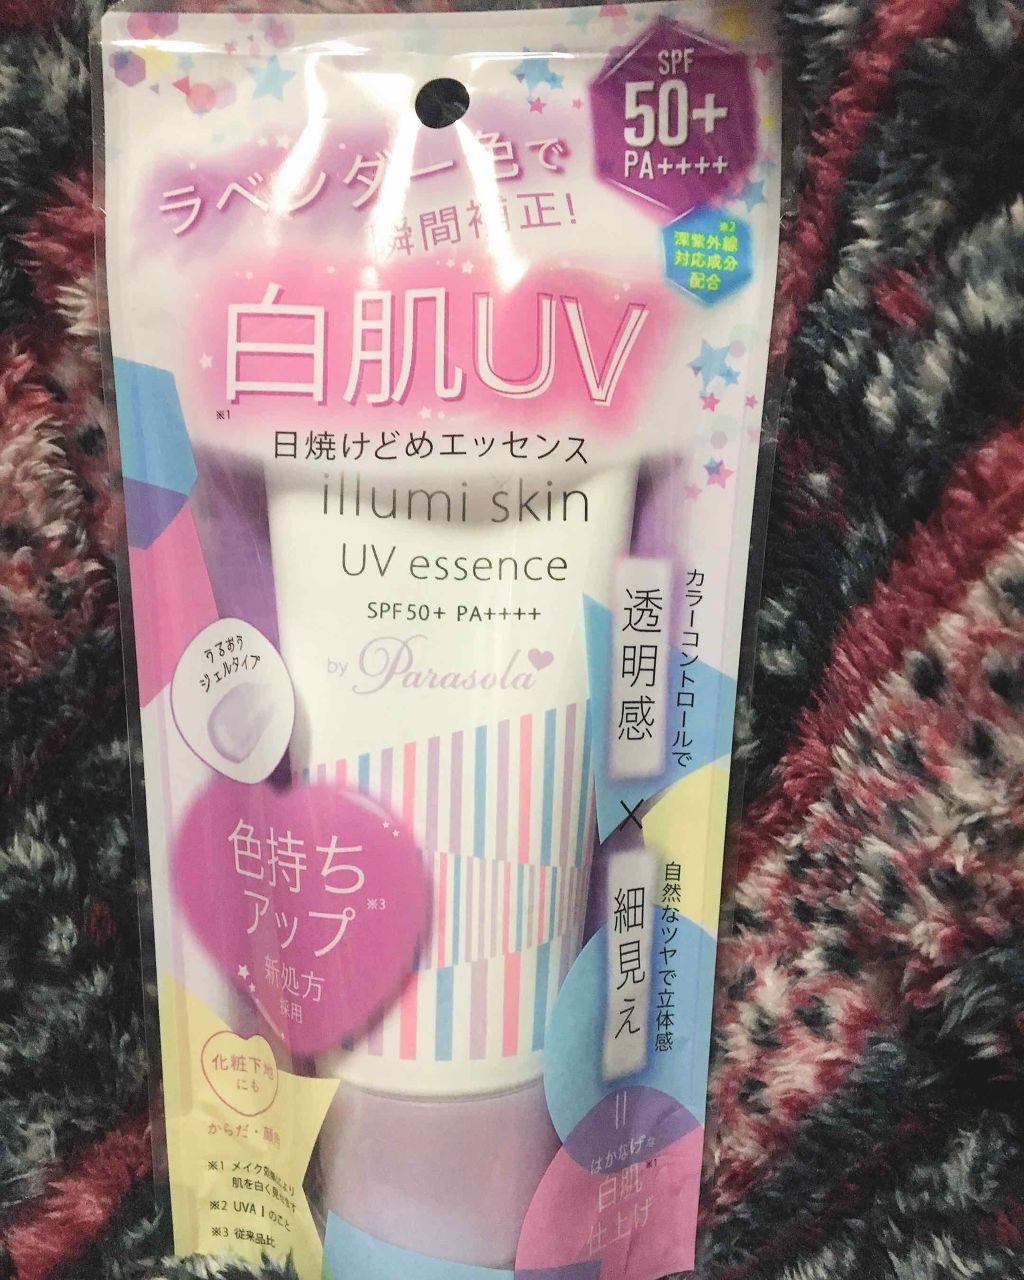 SPF
50+
PA++++
ラベンダー色で
瞬間補正!
※2
深紫外線
対応成分
配合
白肌UV
※1
日焼けどめエッセンス
illumi skin
UV essence
SPF50+ PA++++
by Parasola
うるおう
ジェルタイプ
カラーコントロールで
透明感
×
自然なツヤで立体感
細見え
色持ち
アップ※3
新処方
採用
化粧下地
にも
からだ・顔用
=
はかなげな
白肌※1
仕上げ
※1 メイク効果により
肌を白く見せます
※2 UVAⅠのこと
※3 従来品比